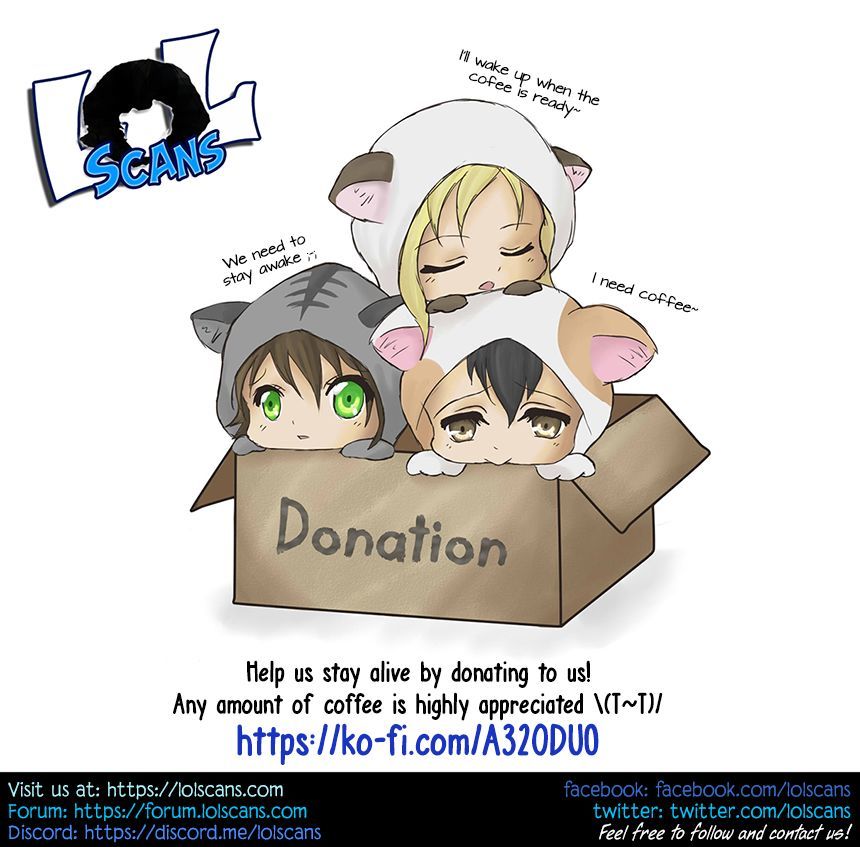 LOL
SCANS
I'll wake up when the
cofee is ready~
We need to
stay awake ;-;
I need coffee~
Donation
Help us stay alive by donating to us!
Any amount of coffee is highly appreciated \(T~T)/
https://ko-fi.com/A320DU0
Visit us at: https://lolscans.com
Forum: https://forum.lolscans.com
Discord: https://discord.me/lolscans
facebook: facebook.com/lolscans
twitter: twitter.com/lolscans
Feel free to follow and contact us!